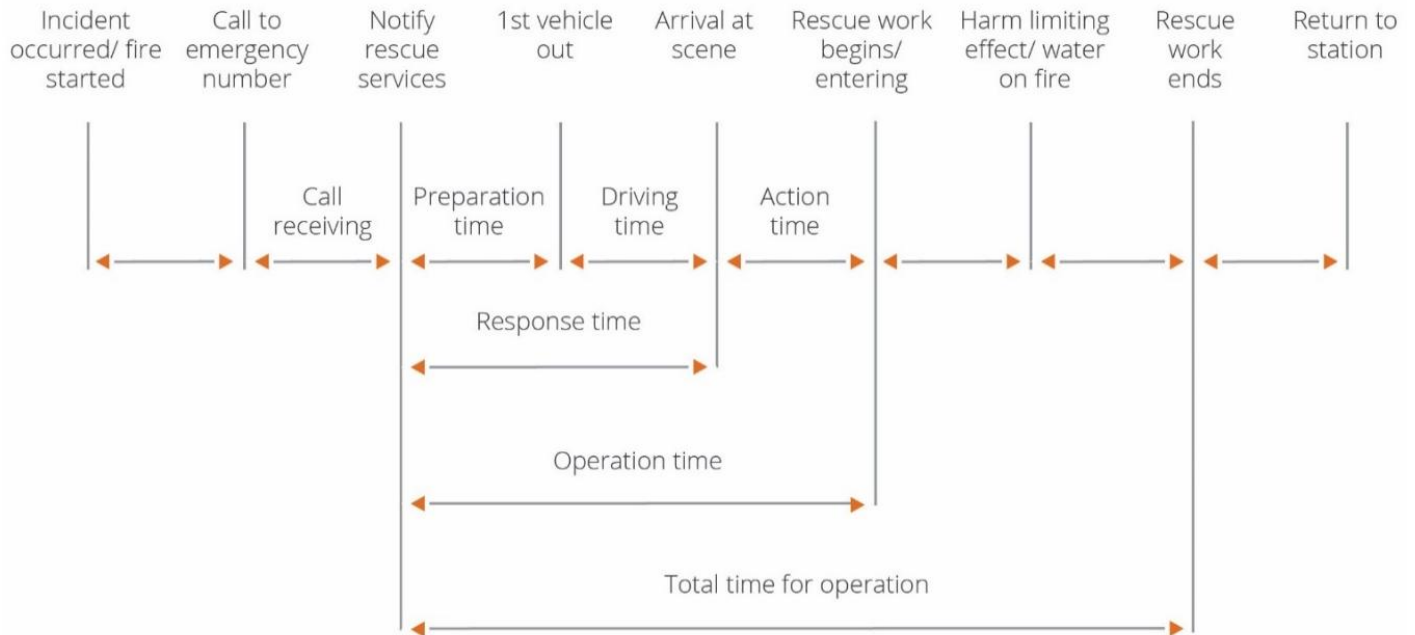 Incident
occurred/ fire
started
Call to
emergency
number
Notify
rescue
services
1st vehicle
out
Arrival at
scene
Rescue work
begins/
entering
Harm limiting
effect/ water
on fire
Rescue
work
ends
Return to
station
Call
receiving
Preparation
time
Driving
time
Action
time
Response time
Operation time
Total time for operation